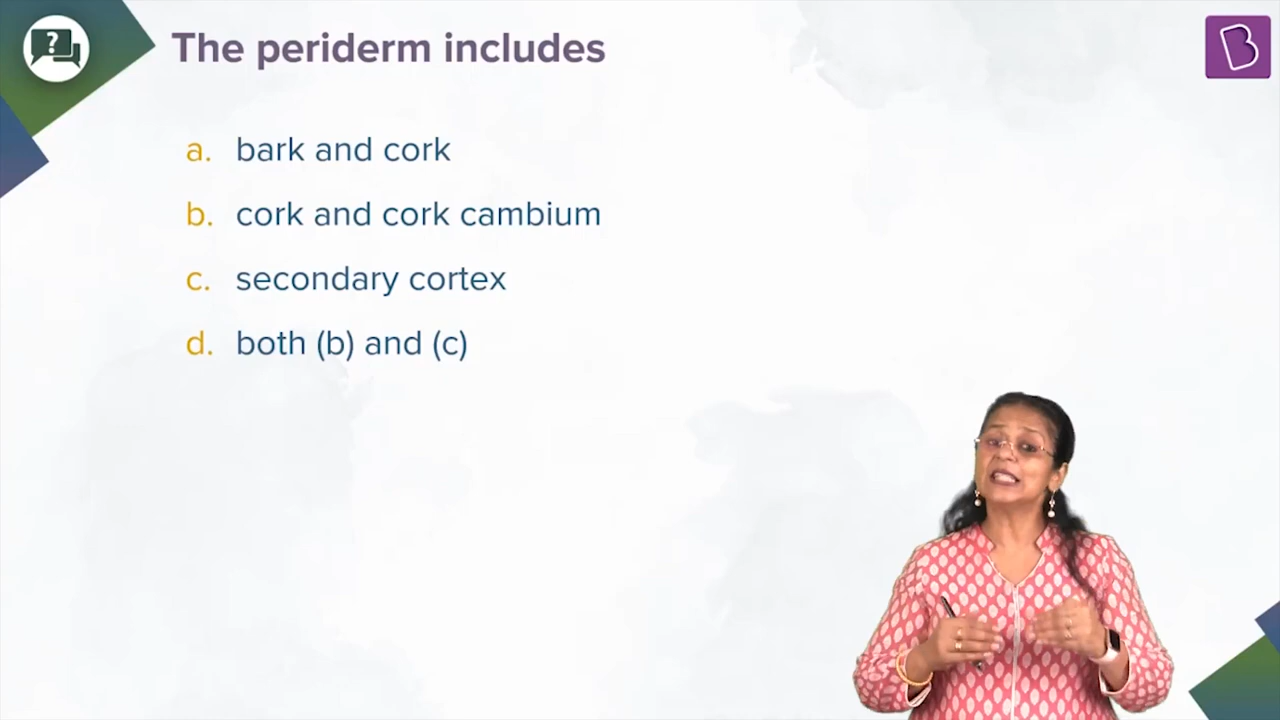 The periderm includes
a. bark and cork
b. cork and cork cambium
c. secondary cortex
d. both (b) and (c)